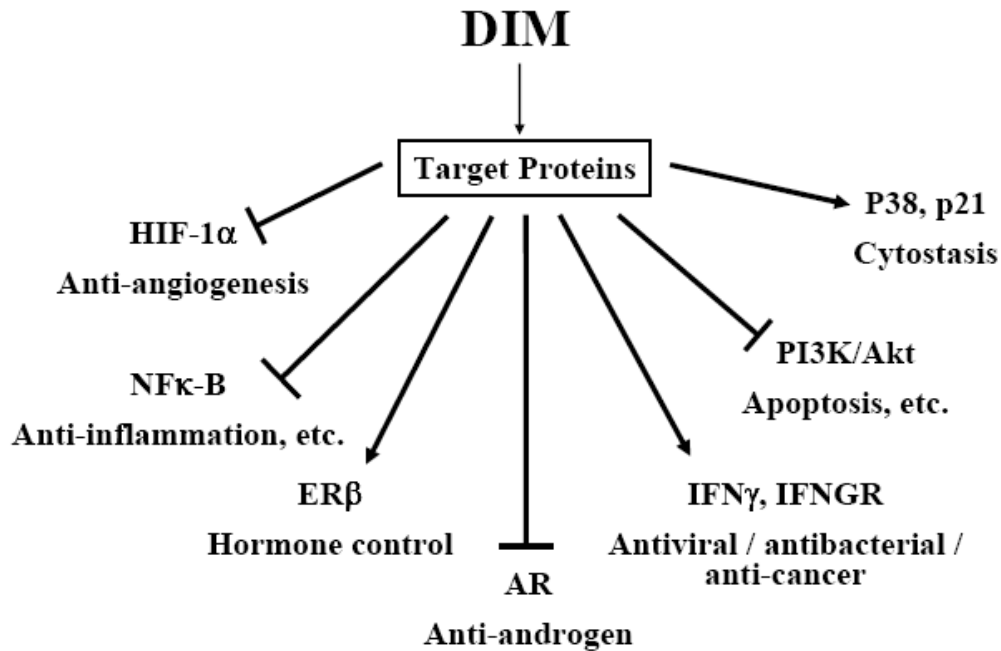 DIM
Target Proteins
P38, p21
Cytostasis
HIF-1α
Anti-angiogenesis
PI3K/Akt
Apoptosis, etc.
NFκ-B
Anti-inflammation, etc.
ERβ
Hormone control
IFNγ, IFNGR
Antiviral / antibacterial /
anti-cancer
AR
Anti-androgen